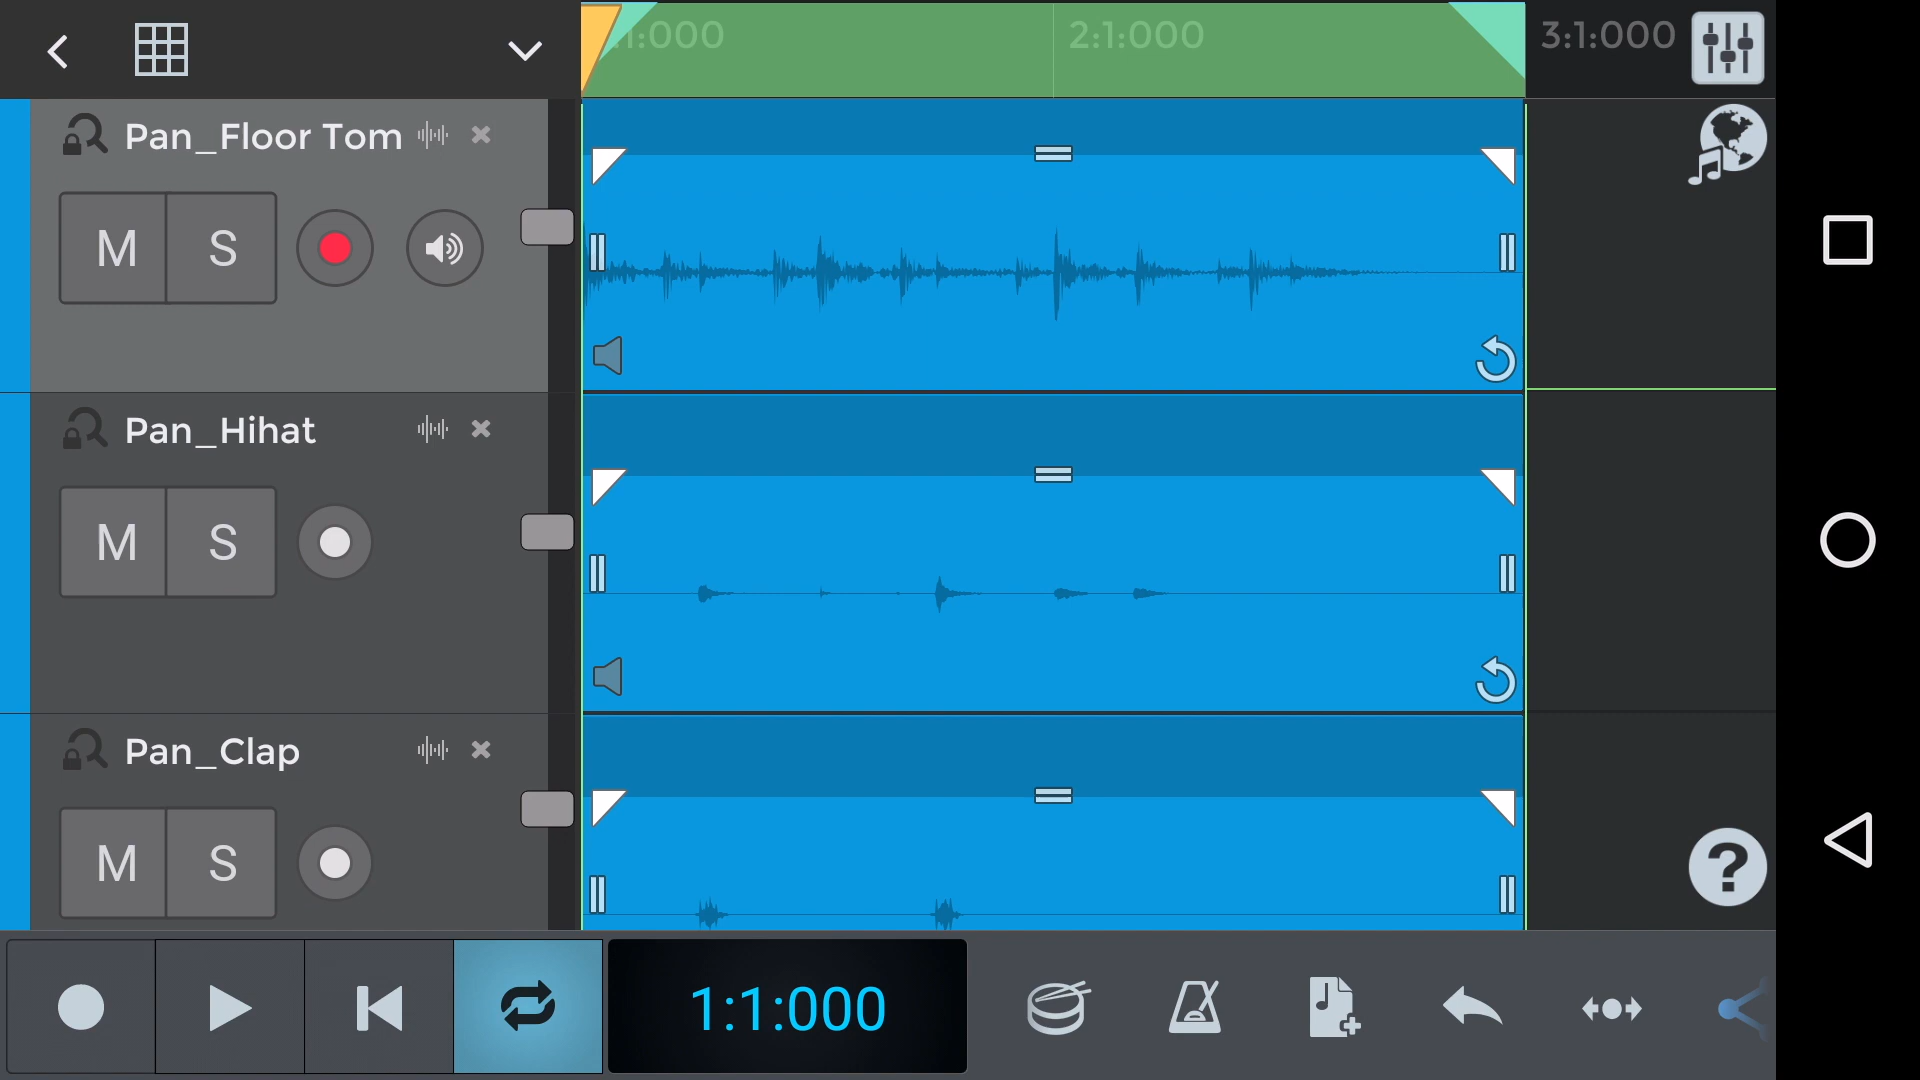 1:000
2:1:000
3:1:000
Pan_Floor Tom
M S
Pan_Hihat
M S
Pan_Clap
M S
?
1:1:000